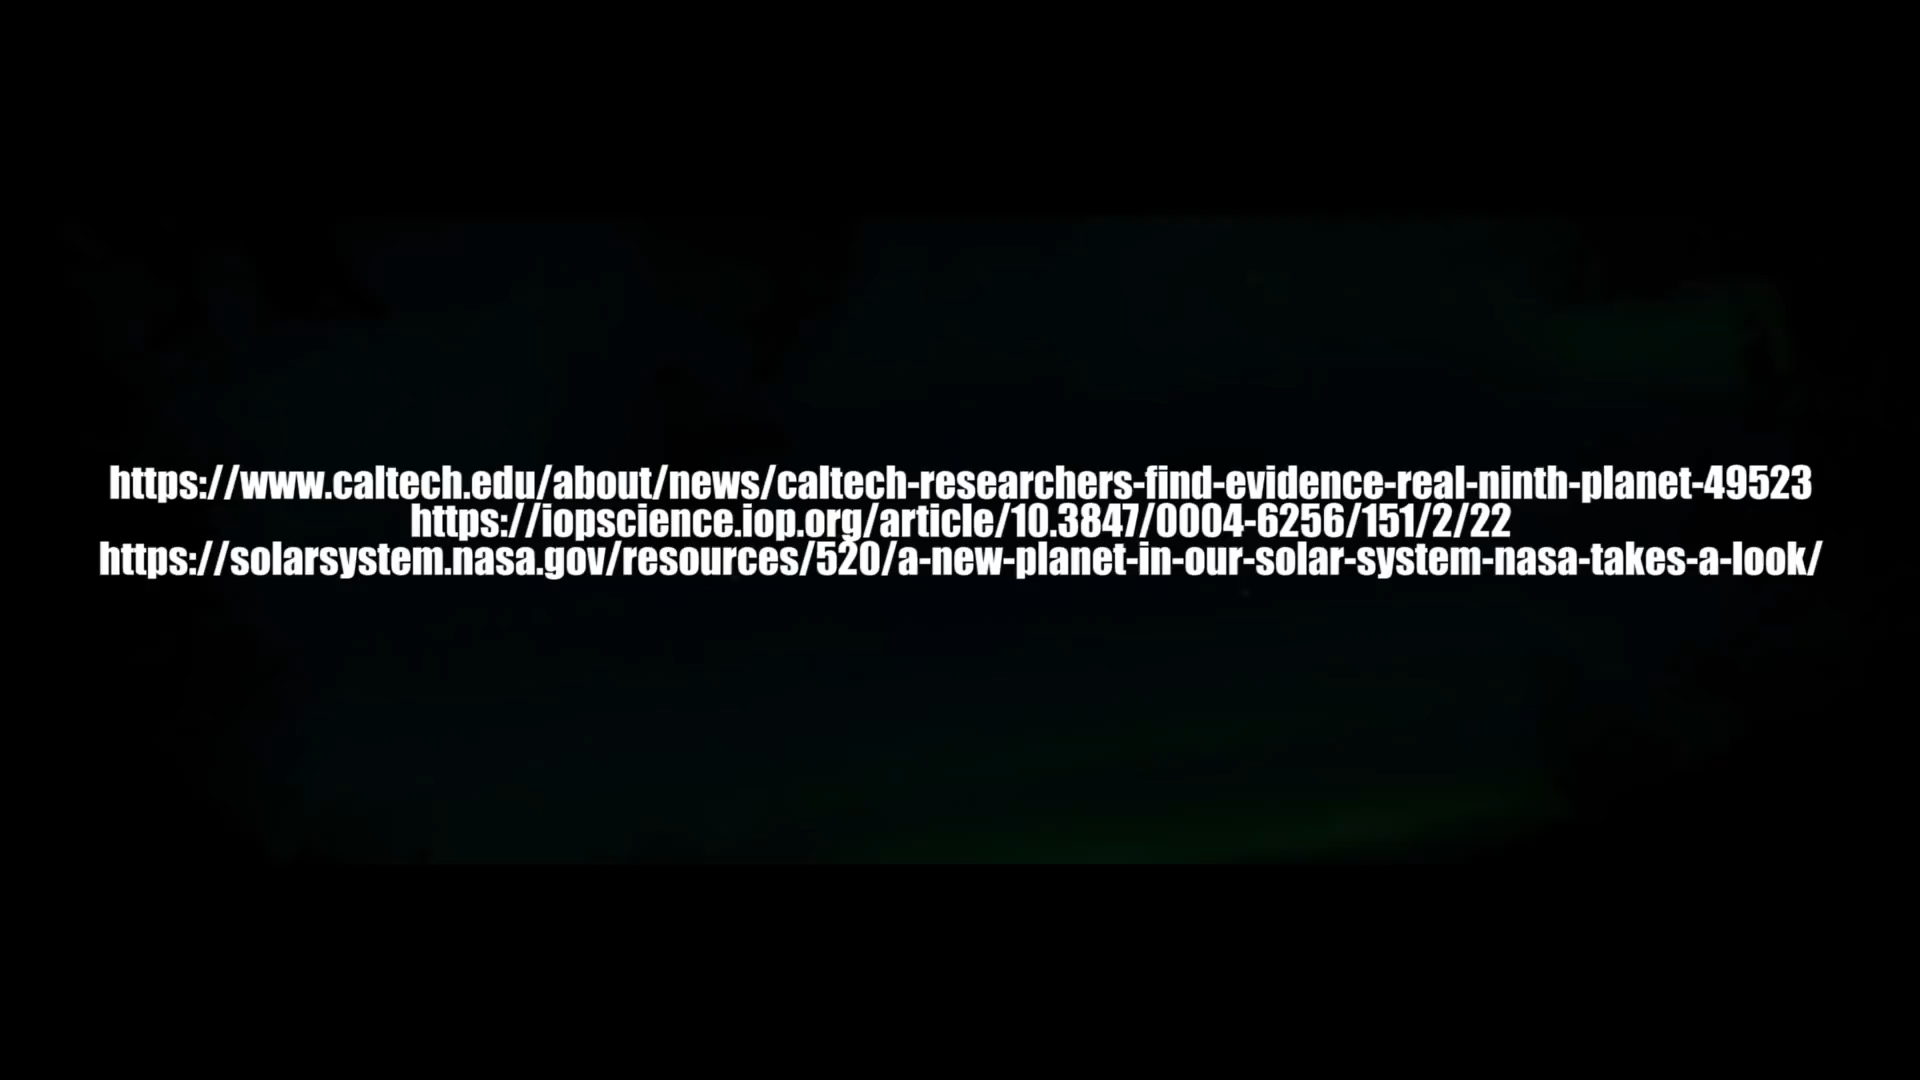 https://www.caltech.edu/about/news/caltech-researchers-find-evidence-real-ninth-planet-49523
https://iopscience.iop.org/article/10.3847/0004-6256/151/2/22
https://solarsystem.nasa.gov/resources/520/a-new-planet-in-our-solar-system-nasa-takes-a-look/